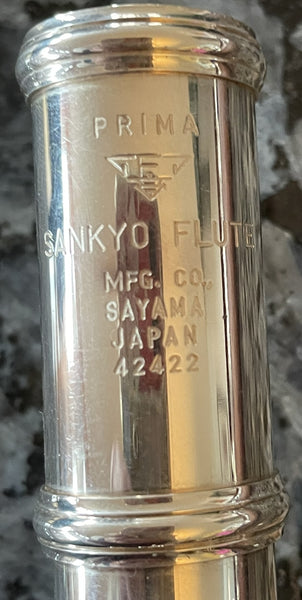 PRIMA
SANKYO FLUTE
MFG. CO.,
SAYAMA
JAPAN
42422